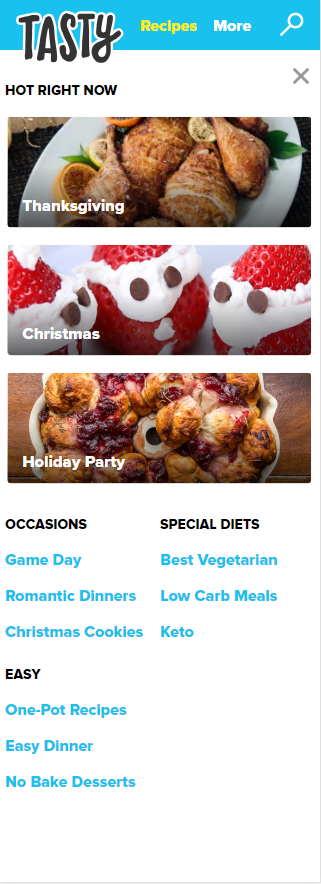 TASTY
Recipes More
HOT RIGHT NOW
Thanksgiving
Christmas
Holiday Party
OCCASIONS
Game Day
Romantic Dinners
Christmas Cookies
SPECIAL DIETS
Best Vegetarian
Low Carb Meals
Keto
EASY
One-Pot Recipes
Easy Dinner
No Bake Desserts